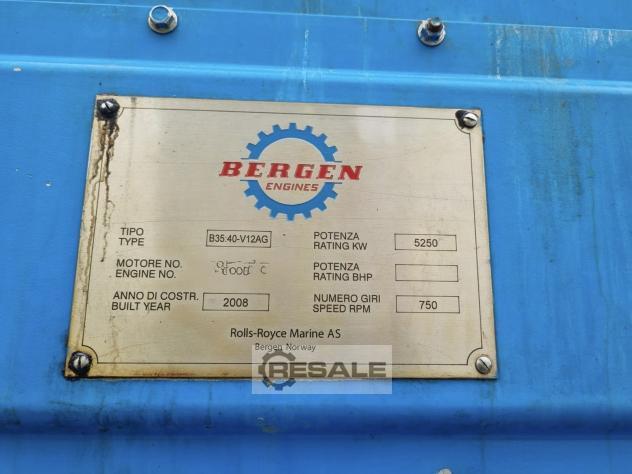 BERGEN
ENGINES
TIPO
TYPE
B35:40-V12AG
POTENZA
RATING KW
5250
MOTORE NO.
ENGINE NO.
POTENZA
RATING BHP
ANNO DI COSTR.
BUILT YEAR
2008
NUMERO GIRI
SPEED RPM
750
Rolls-Royce Marine AS
Bergen Norway
RESALE